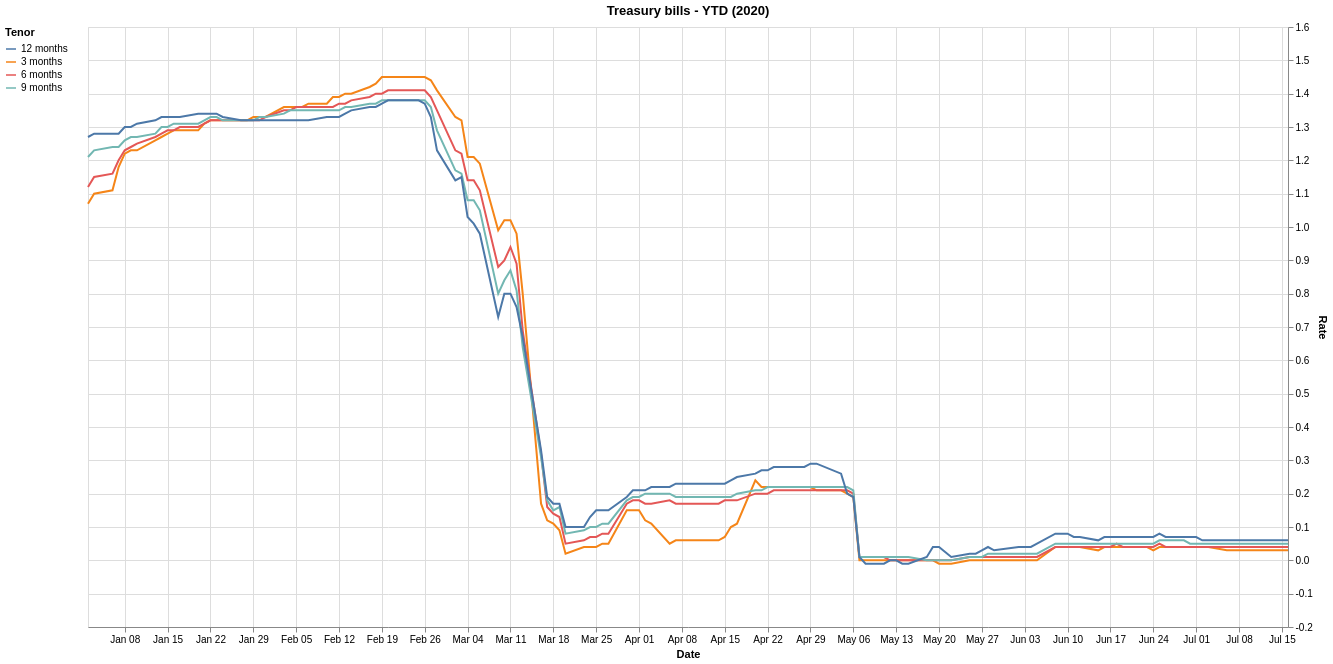 Treasury bills - YTD (2020)
Tenor
12 months
3 months
6 months
9 months
1.6
1.5
1.4
1.3
1.2
1.1
1.0
0.9
0.8
0.7
0.6
0.5
0.4
0.3
0.2
0.1
0.0
-0.1
-0.2
Rate
Jan 08 Jan 15 Jan 22 Jan 29 Feb 05 Feb 12 Feb 19 Feb 26 Mar 04 Mar 11 Mar 18 Mar 25 Apr 01 Apr 08 Apr 15 Apr 22 Apr 29 May 06 May 13 May 20 May 27 Jun 03 Jun 10 Jun 17 Jun 24 Jul 01 Jul 08 Jul 15
Date